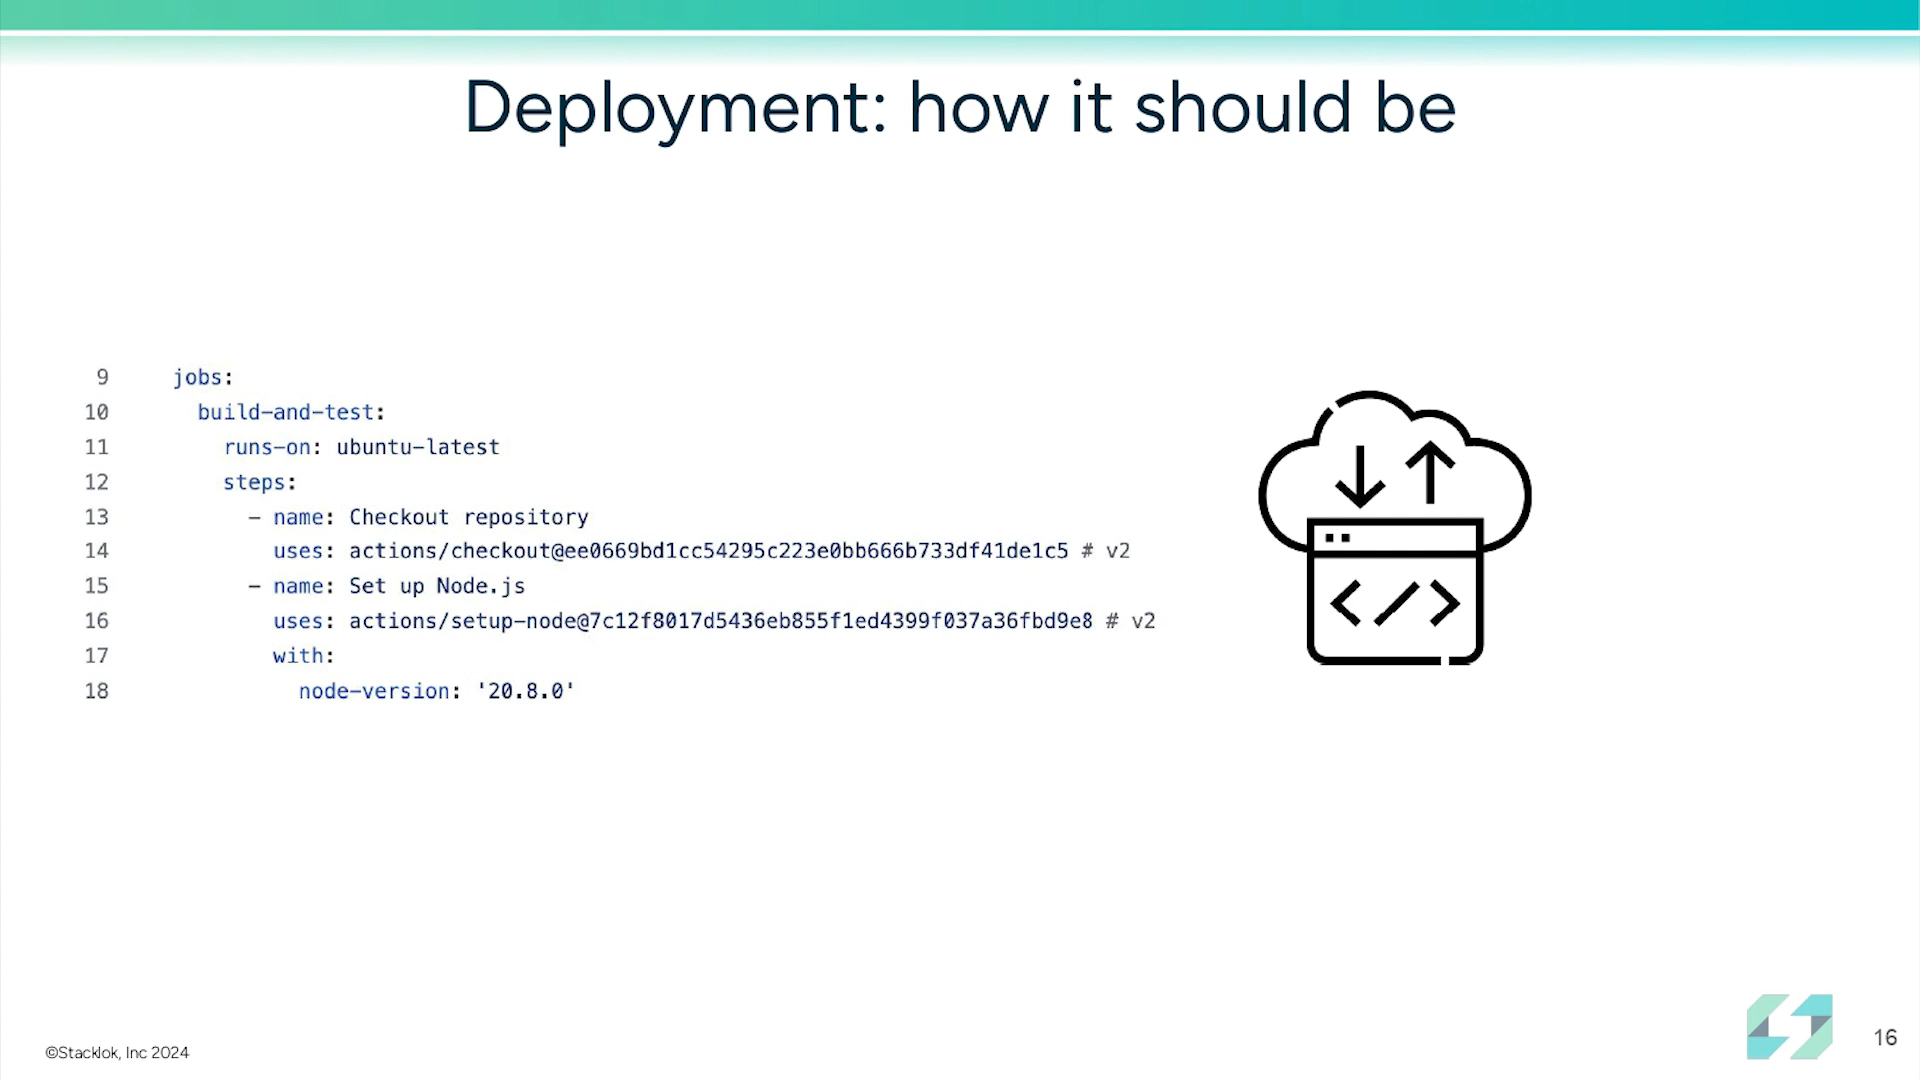 Deployment: how it should be
9 jobs:
10 build-and-test:
11 runs-on: ubuntu-latest
12 steps:
13 - name: Checkout repository
14 uses: actions/checkout@ee0669bd1cc54295c223e0bb666b733df41de1c5 # v2
15 - name: Set up Node.js
16 uses: actions/setup-node@7c12f8017d5436eb855f1ed4399f037a36fbd9e8 # v2
17 with:
18 node-version: '20.8.0'
</>
©Stacklok, Inc 2024
16